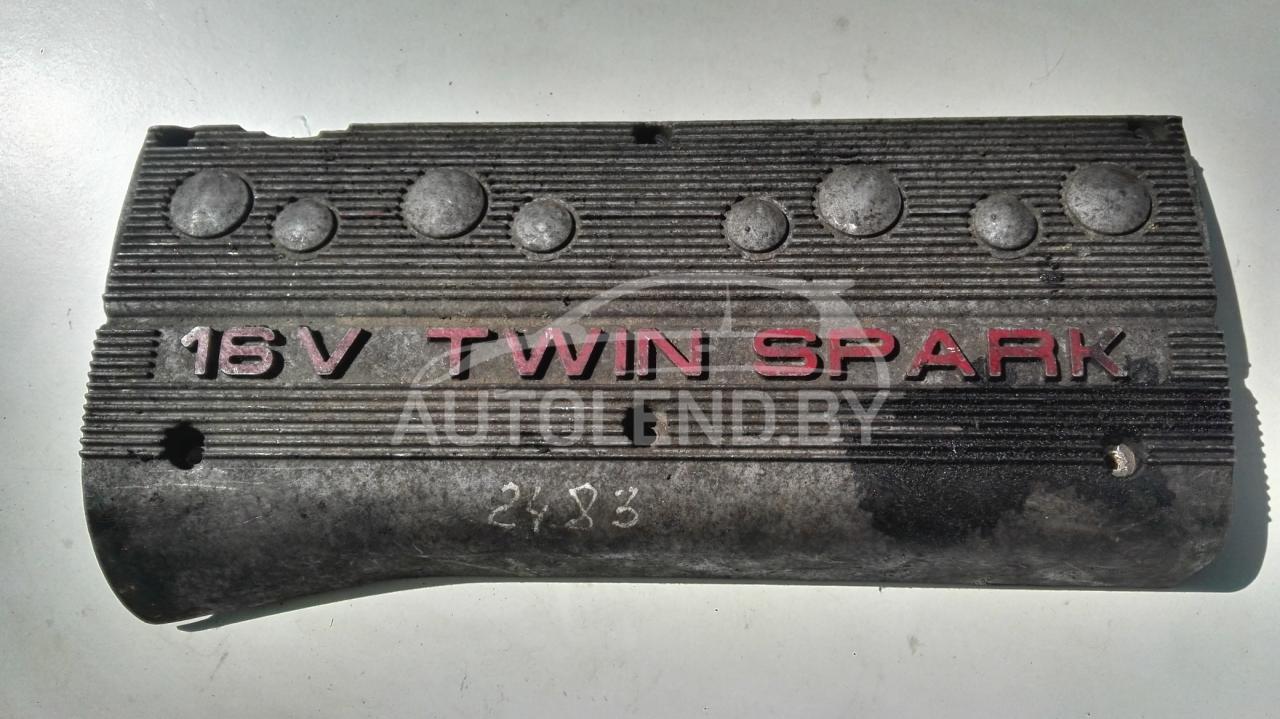 16V TWIN SPARK
AUTOLEND.BY
2483